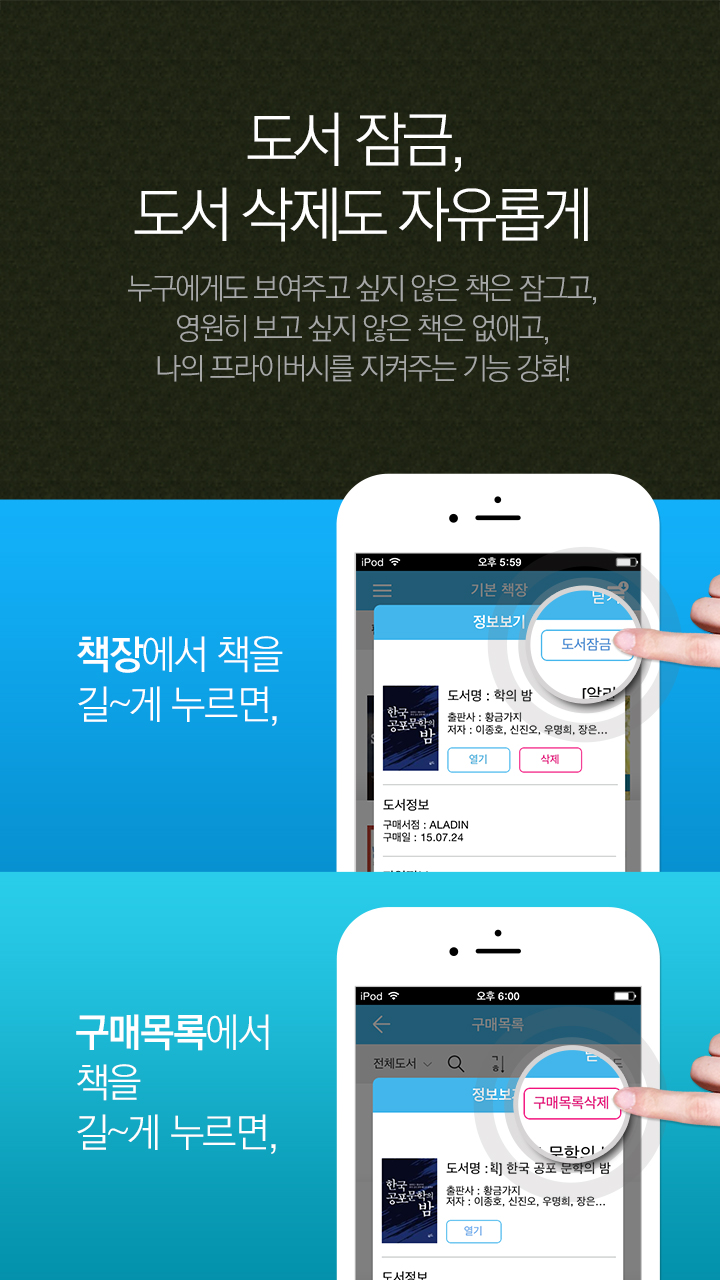 도서 잠금,
도서 삭제도 자유롭게
누구에게도 보여주고 싶지 않은 책은 잠그고,
영원히 보고 싶지 않은 책은 없애고,
나의 프라이버시를 지켜주는 기능 강화!
책장에서 책을
길~게 누르면,
iPod 오후 5:59
기본 책장
정보보기
도서잠금
도서명 : 학의 밤
출판사 : 황금가지
저자 : 이종호, 신진오, 우명희, 장은...
한국
공포문학의
밤
열기 삭제
도서정보
구매서점 : ALADIN
구매일 : 15.07.24
구매목록에서
책을
길~게 누르면,
iPod 오후 6:00
구매목록
전체도서
정보보
구매목록삭제
문학의
도서명 :획] 한국 공포 문학의 밤
출판사 : 황금가지
저자 : 이종호, 신진오, 우명희, 장은...
한국
공포문학의
밤
열기
도서정보